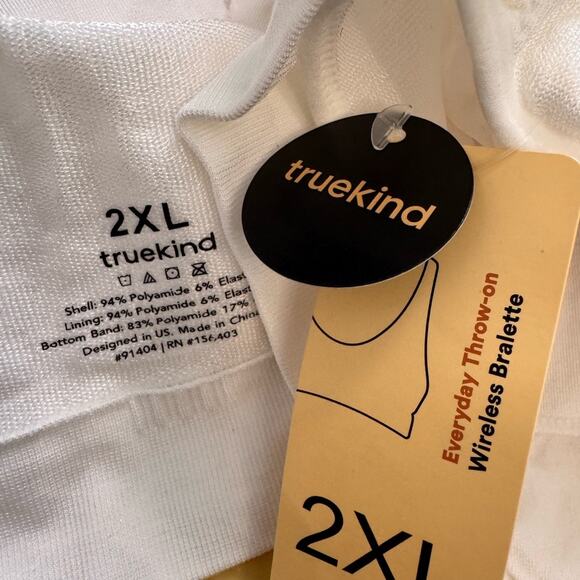 2XL
truekind
Shell: 94% Polyamide 6% Elast
Lining: 94% Polyamide 6% Elast
Bottom Band: 83% Polyamide 17%
Designed in US. Made in China
#91404 | RN #156403
truekind
Everyday Throw-on
Wireless Bralette
2XL